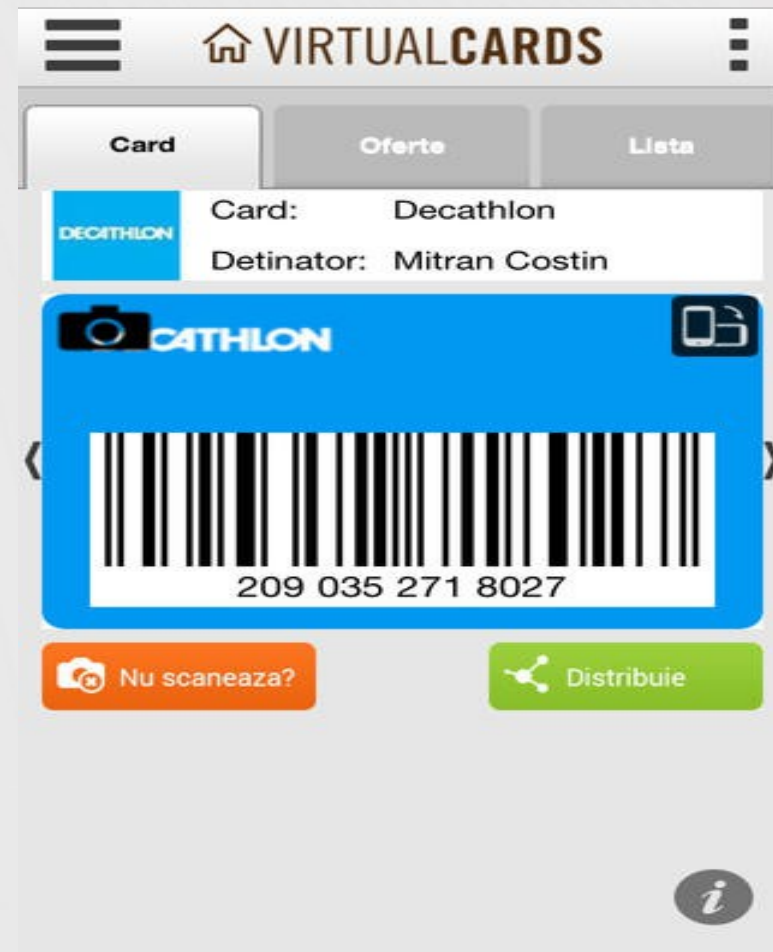 VIRTUALCARDS
Card Oferte Lista
DECATHLON
Card: Decathlon
Detinator: Mitran Costin
CATHLON
209 035 271 8027
Nu scaneaza? Distribuie
i